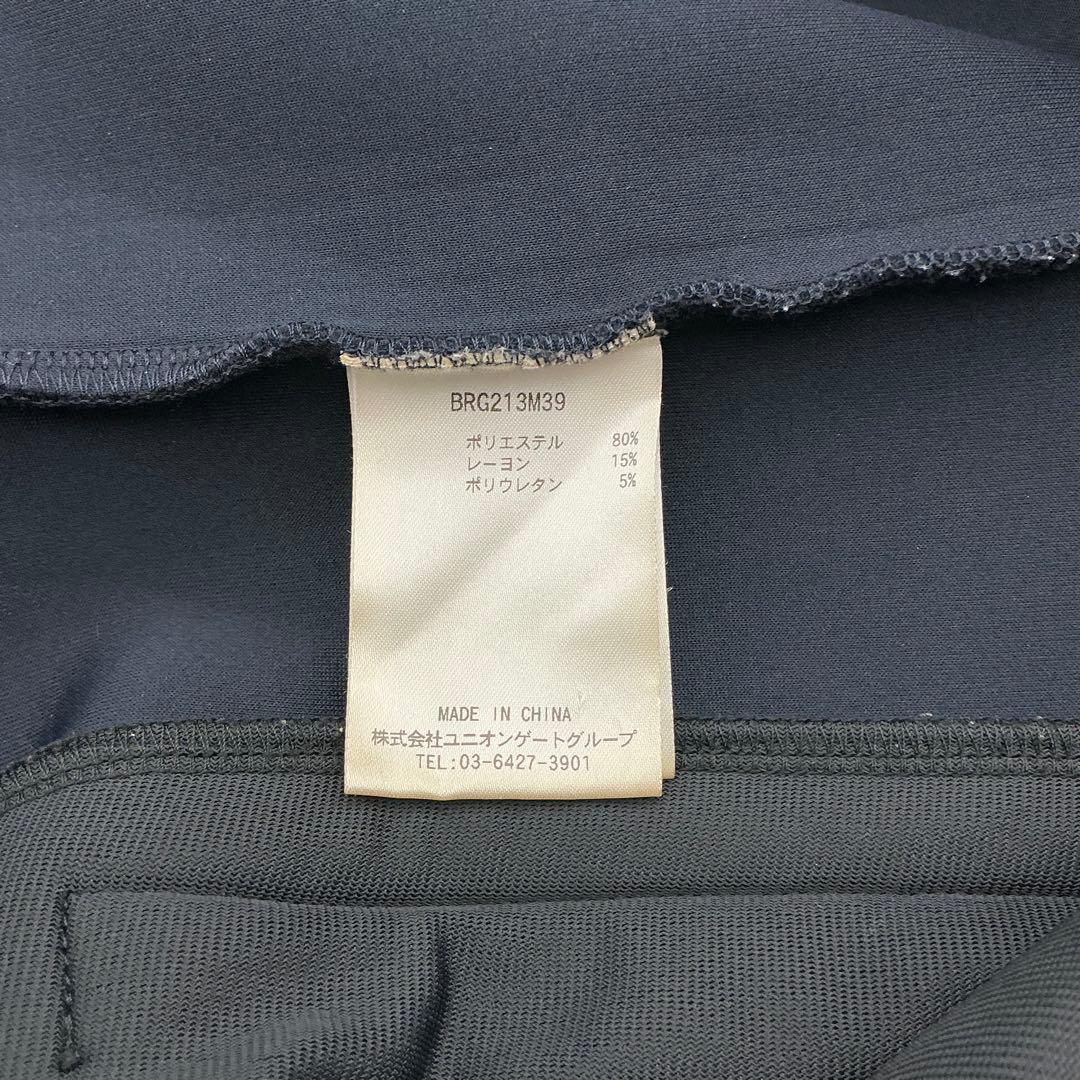 BRG213M39
ポリエステル 80%
レーヨン 15%
ポリウレタン 5%
MADE IN CHINA
株式会社ユニオンゲートグループ
TEL:03-6427-3901